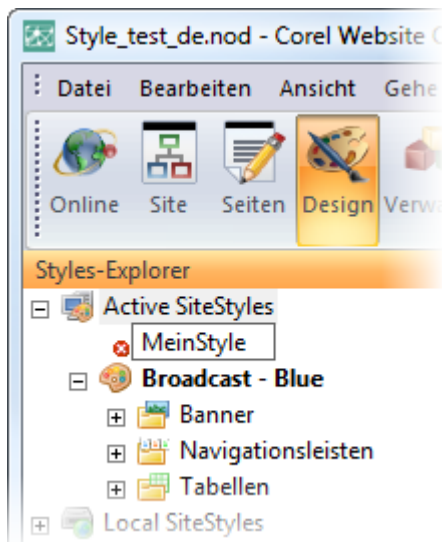 Style_test_de.nod - Corel Website
Datei Bearbeiten Ansicht Gehe
Online Site Seiten Design Verwa
Styles-Explorer
Active SiteStyles
MeinStyle
Broadcast - Blue
Banner
Navigationsleisten
Tabellen
Local SiteStyles